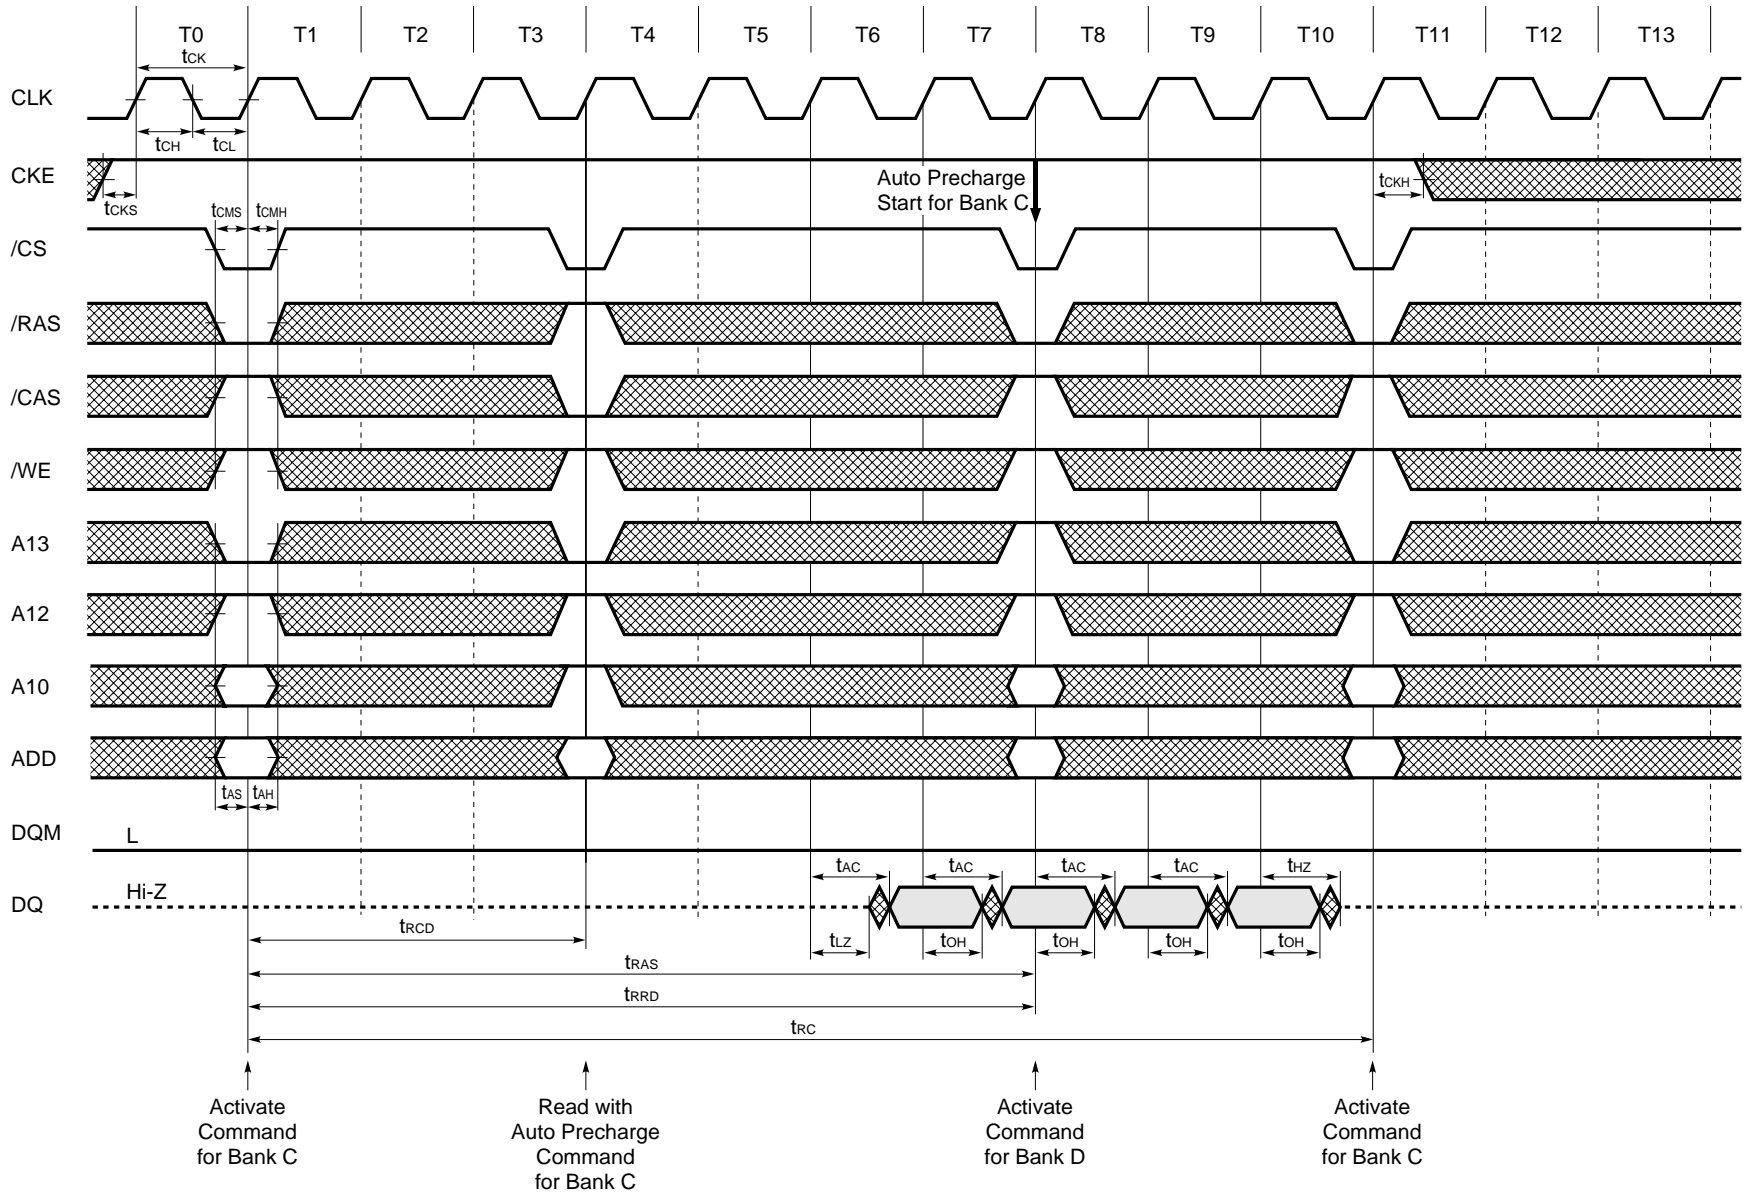 T0 T1 T2 T3 T4 T5 T6 T7 T8 T9 T10 T11 T12 T13
tCK
CLK
tCH tCL
CKE
Auto Precharge
Start for Bank C
tCKH
tCKS
tCMS tCMH
/CS
/RAS
/CAS
/WE
A13
A12
A10
ADD
tAS tAH
DQM
L
tAC tAC tAC tAC tHZ
Hi-Z
DQ
tRCD
tLZ tOH tOH tOH tOH
tRAS
tRRD
tRC
Activate
Command
for Bank C
Read with
Auto Precharge
Command
for Bank C
Activate
Command
for Bank D
Activate
Command
for Bank C